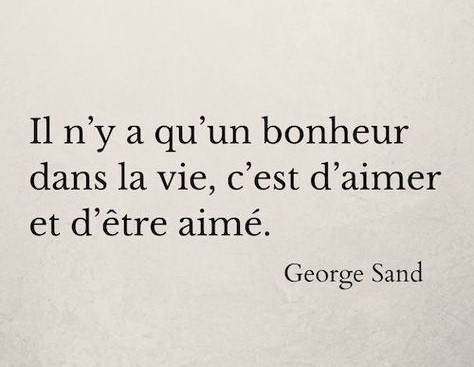 Il n’y a qu’un bonheur
dans la vie, c’est d’aimer
et d’être aimé.
George Sand